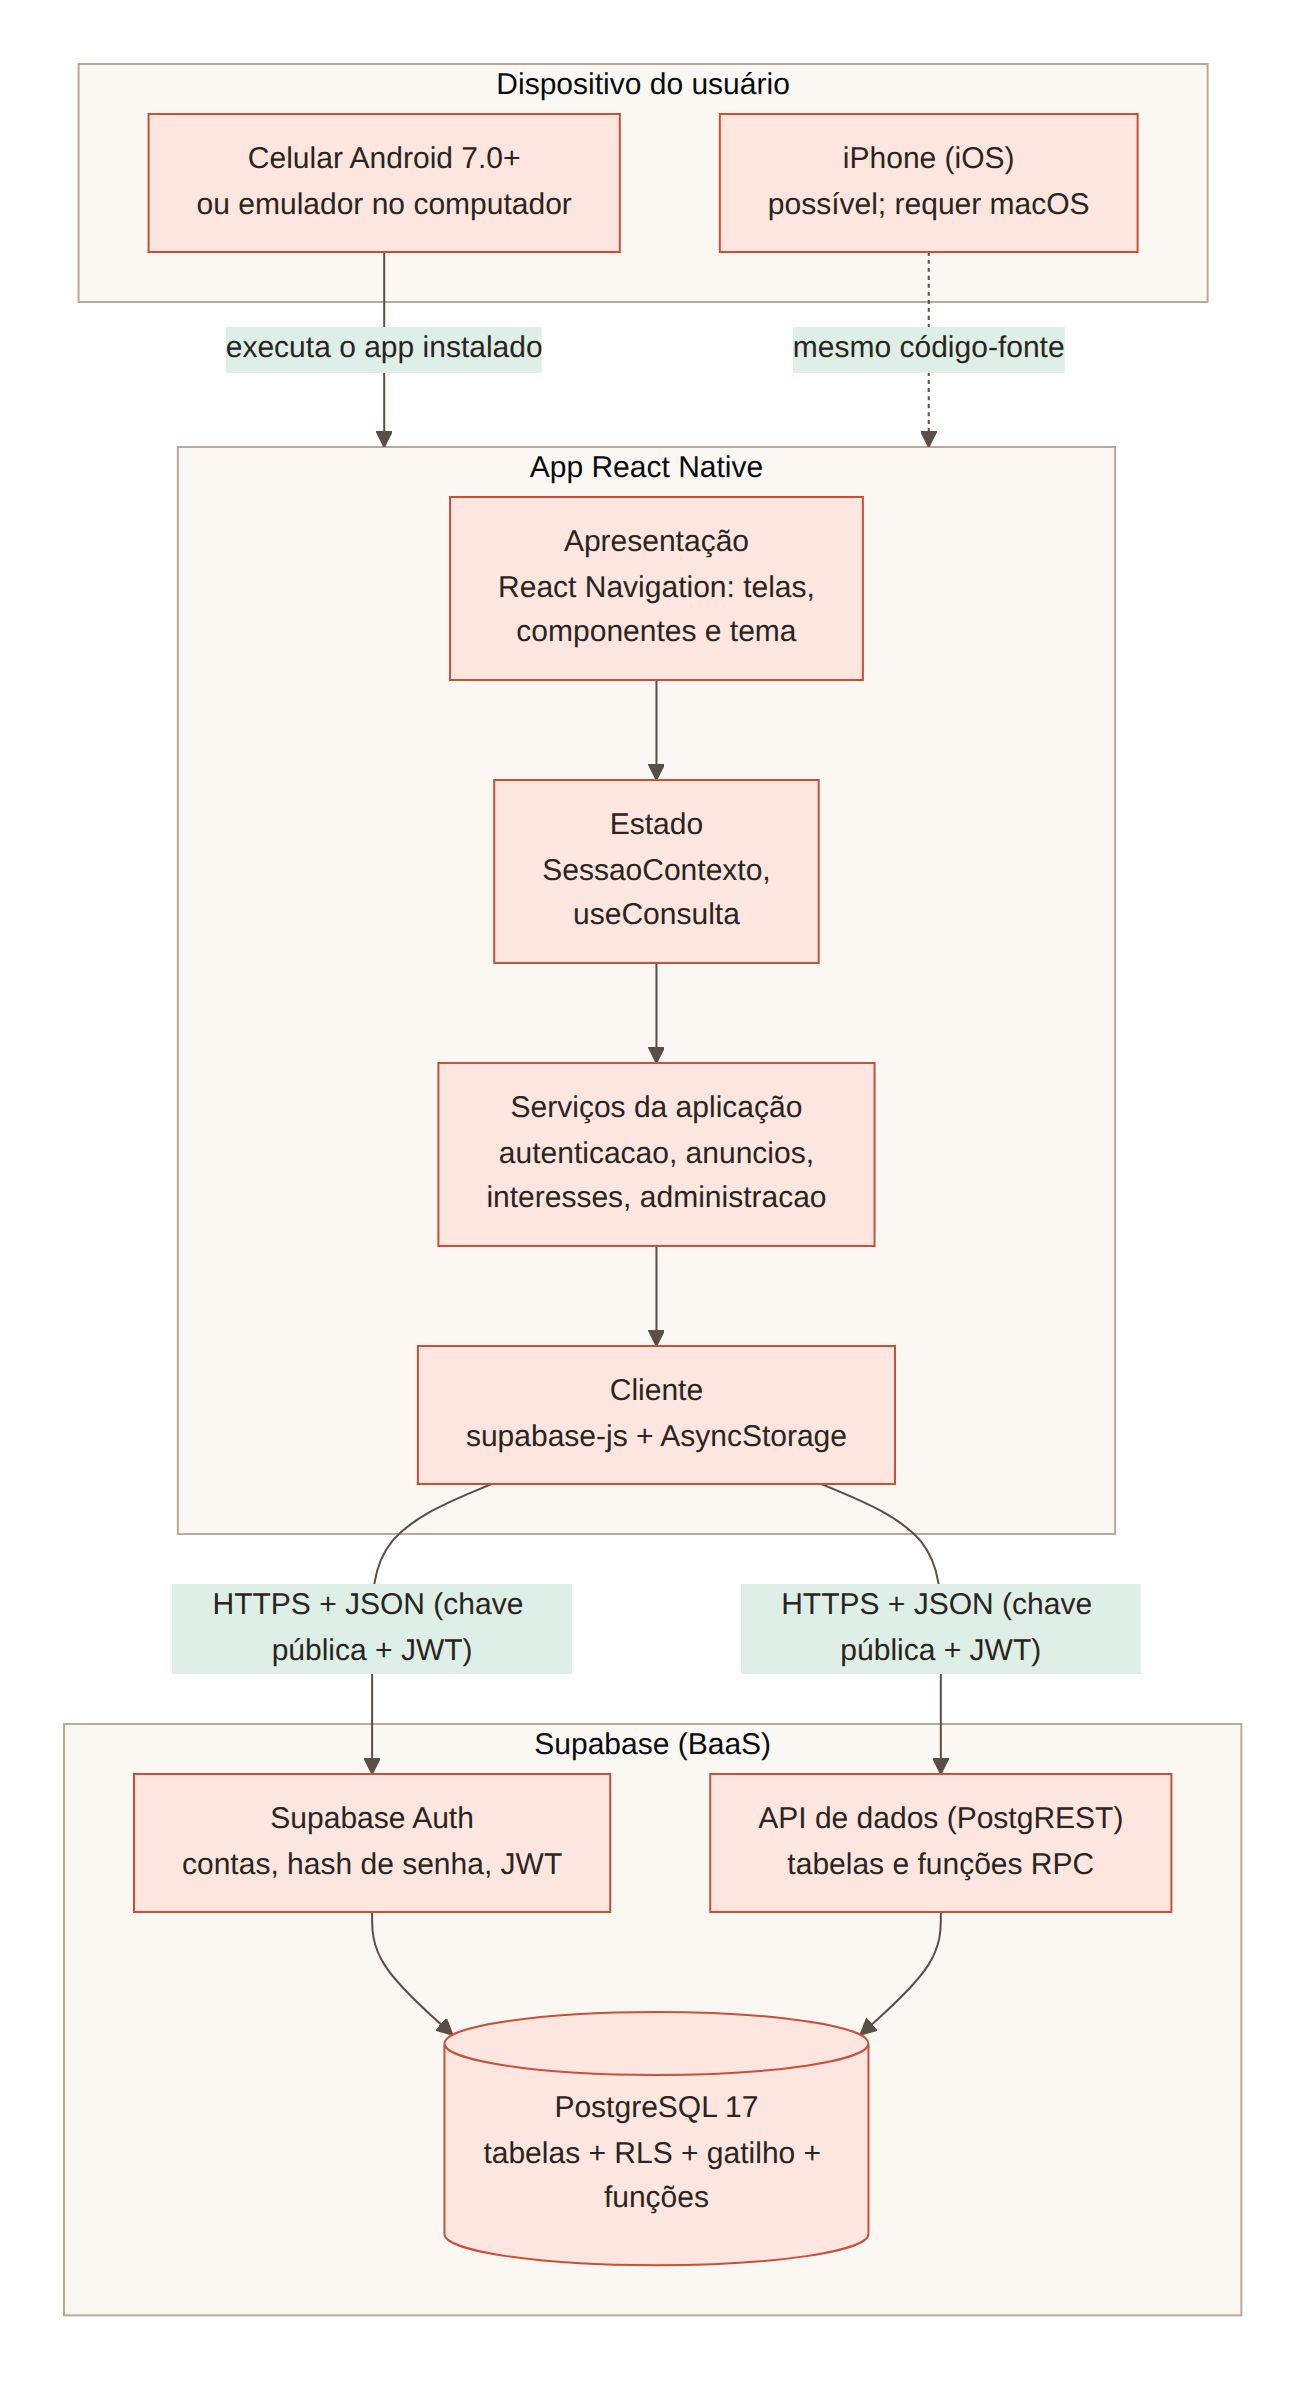 Dispositivo do usuário
Celular Android 7.0+
ou emulador no computador
iPhone (iOS)
possível; requer macOS
executa o app instalado
mesmo código-fonte
App React Native
Apresentação
React Navigation: telas,
componentes e tema
Estado
SessaoContexto,
useConsulta
Serviços da aplicação
autenticacao, anuncios,
interesses, administracao
Cliente
supabase-js + AsyncStorage
HTTPS + JSON (chave
pública + JWT)
HTTPS + JSON (chave
pública + JWT)
Supabase (BaaS)
Supabase Auth
contas, hash de senha, JWT
API de dados (PostgREST)
tabelas e funções RPC
PostgreSQL 17
tabelas + RLS + gatilho +
funções